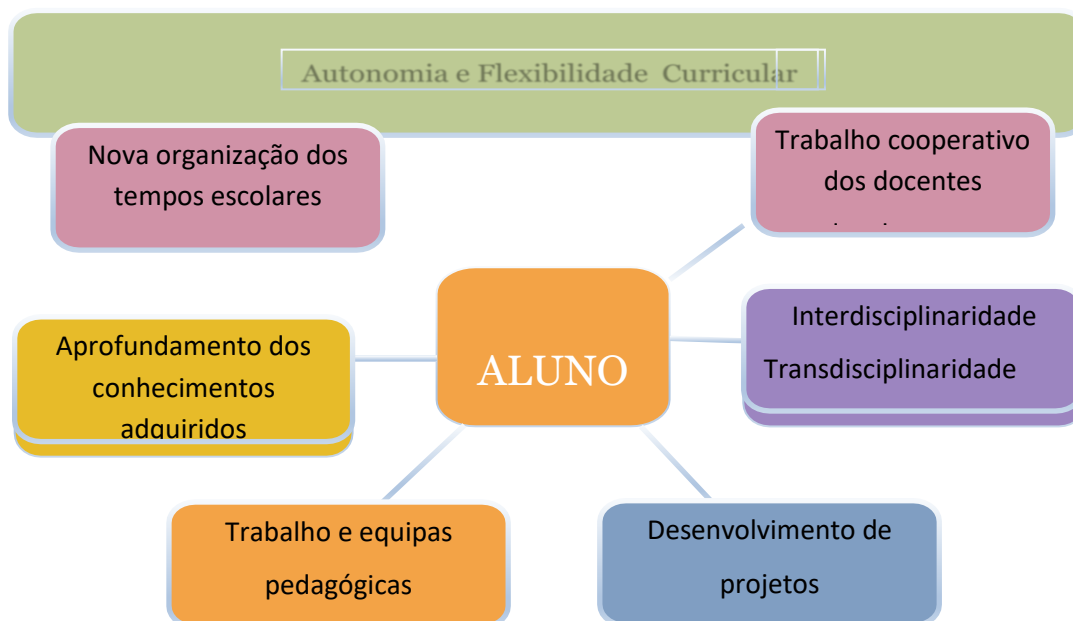 Autonomia e Flexibilidade Curricular
Nova organização dos
tempos escolares
Trabalho cooperativo
dos docentes
Aprofundamento dos
conhecimentos
adquiridos
ALUNO
Interdisciplinaridade
Transdisciplinaridade
Trabalho e equipas
pedagógicas
Desenvolvimento de
projetos